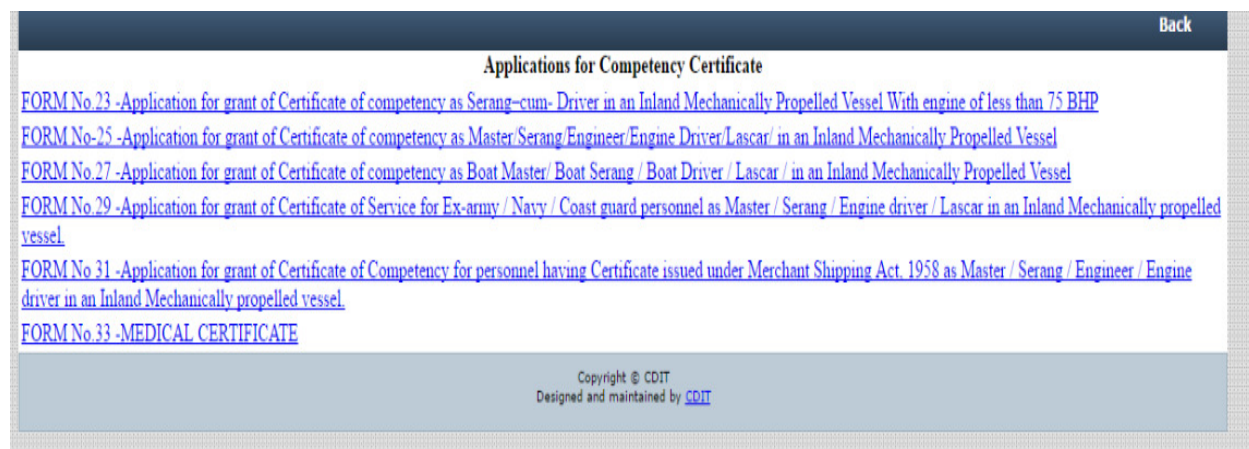 Back
Applications for Competency Certificate
FORM No.23 -Application for grant of Certificate of competency as Serang–cum- Driver in an Inland Mechanically Propelled Vessel With engine of less than 75 BHP
FORM No-25 -Application for grant of Certificate of competency as Master/Serang/Engineer/Engine Driver/Lascar/ in an Inland Mechanically Propelled Vessel
FORM No.27 -Application for grant of Certificate of competency as Boat Master/ Boat Serang / Boat Driver / Lascar / in an Inland Mechanically Propelled Vessel
FORM No.29 -Application for grant of Certificate of Service for Ex-army / Navy / Coast guard personnel as Master / Serang / Engine driver / Lascar in an Inland Mechanically propelled
vessel.
FORM No 31 -Application for grant of Certificate of Competency for personnel having Certificate issued under Merchant Shipping Act, 1958 as Master / Serang / Engineer / Engine
driver in an Inland Mechanically propelled vessel.
FORM No.33 -MEDICAL CERTIFICATE
Copyright © CDIT
Designed and maintained by CDIT